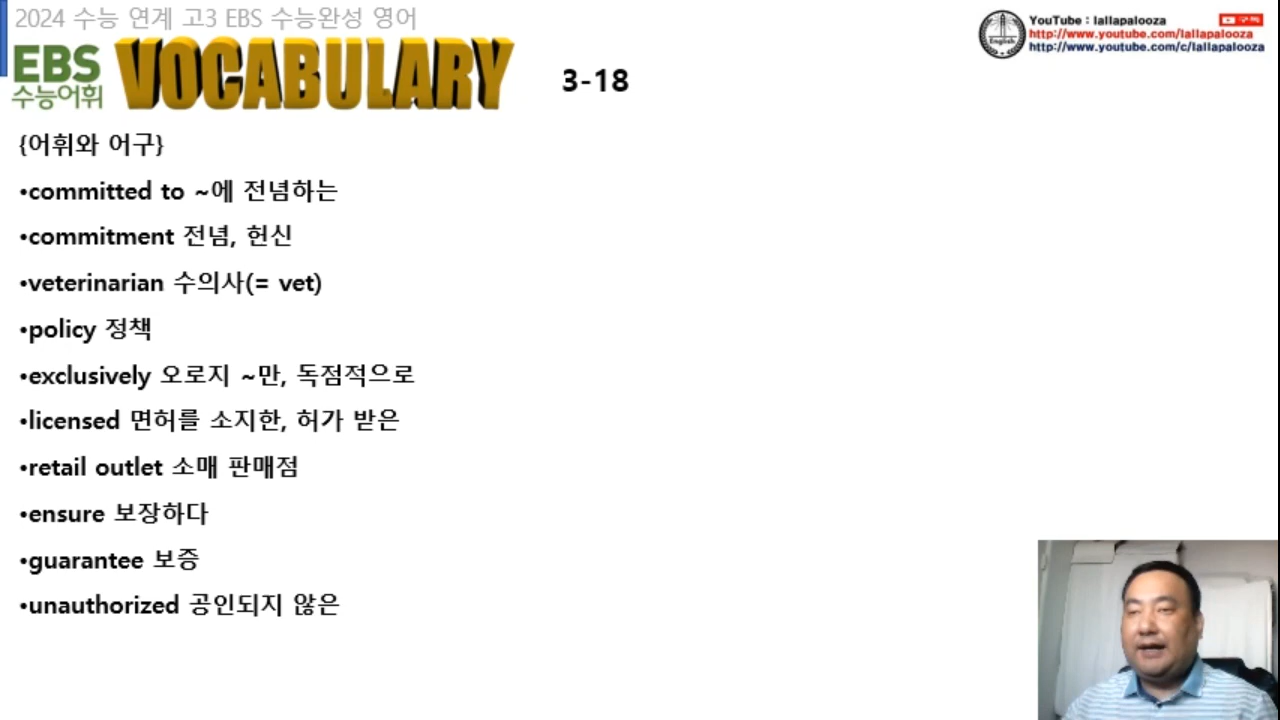 2024 수능 연계 고3 EBS 수능완성 영어
EBS
수능어휘
VOCABULARY
3-18
YouTube : lallapalooza
구독
http://www.youtube.com/lallapalooza
http://www.youtube.com/c/lallapalooza
English
{어휘와 어구}
•committed to ~에 전념하는
•commitment 전념, 헌신
•veterinarian 수의사(= vet)
•policy 정책
•exclusively 오로지 ~만, 독점적으로
•licensed 면허를 소지한, 허가 받은
•retail outlet 소매 판매점
•ensure 보장하다
•guarantee 보증
•unauthorized 공인되지 않은